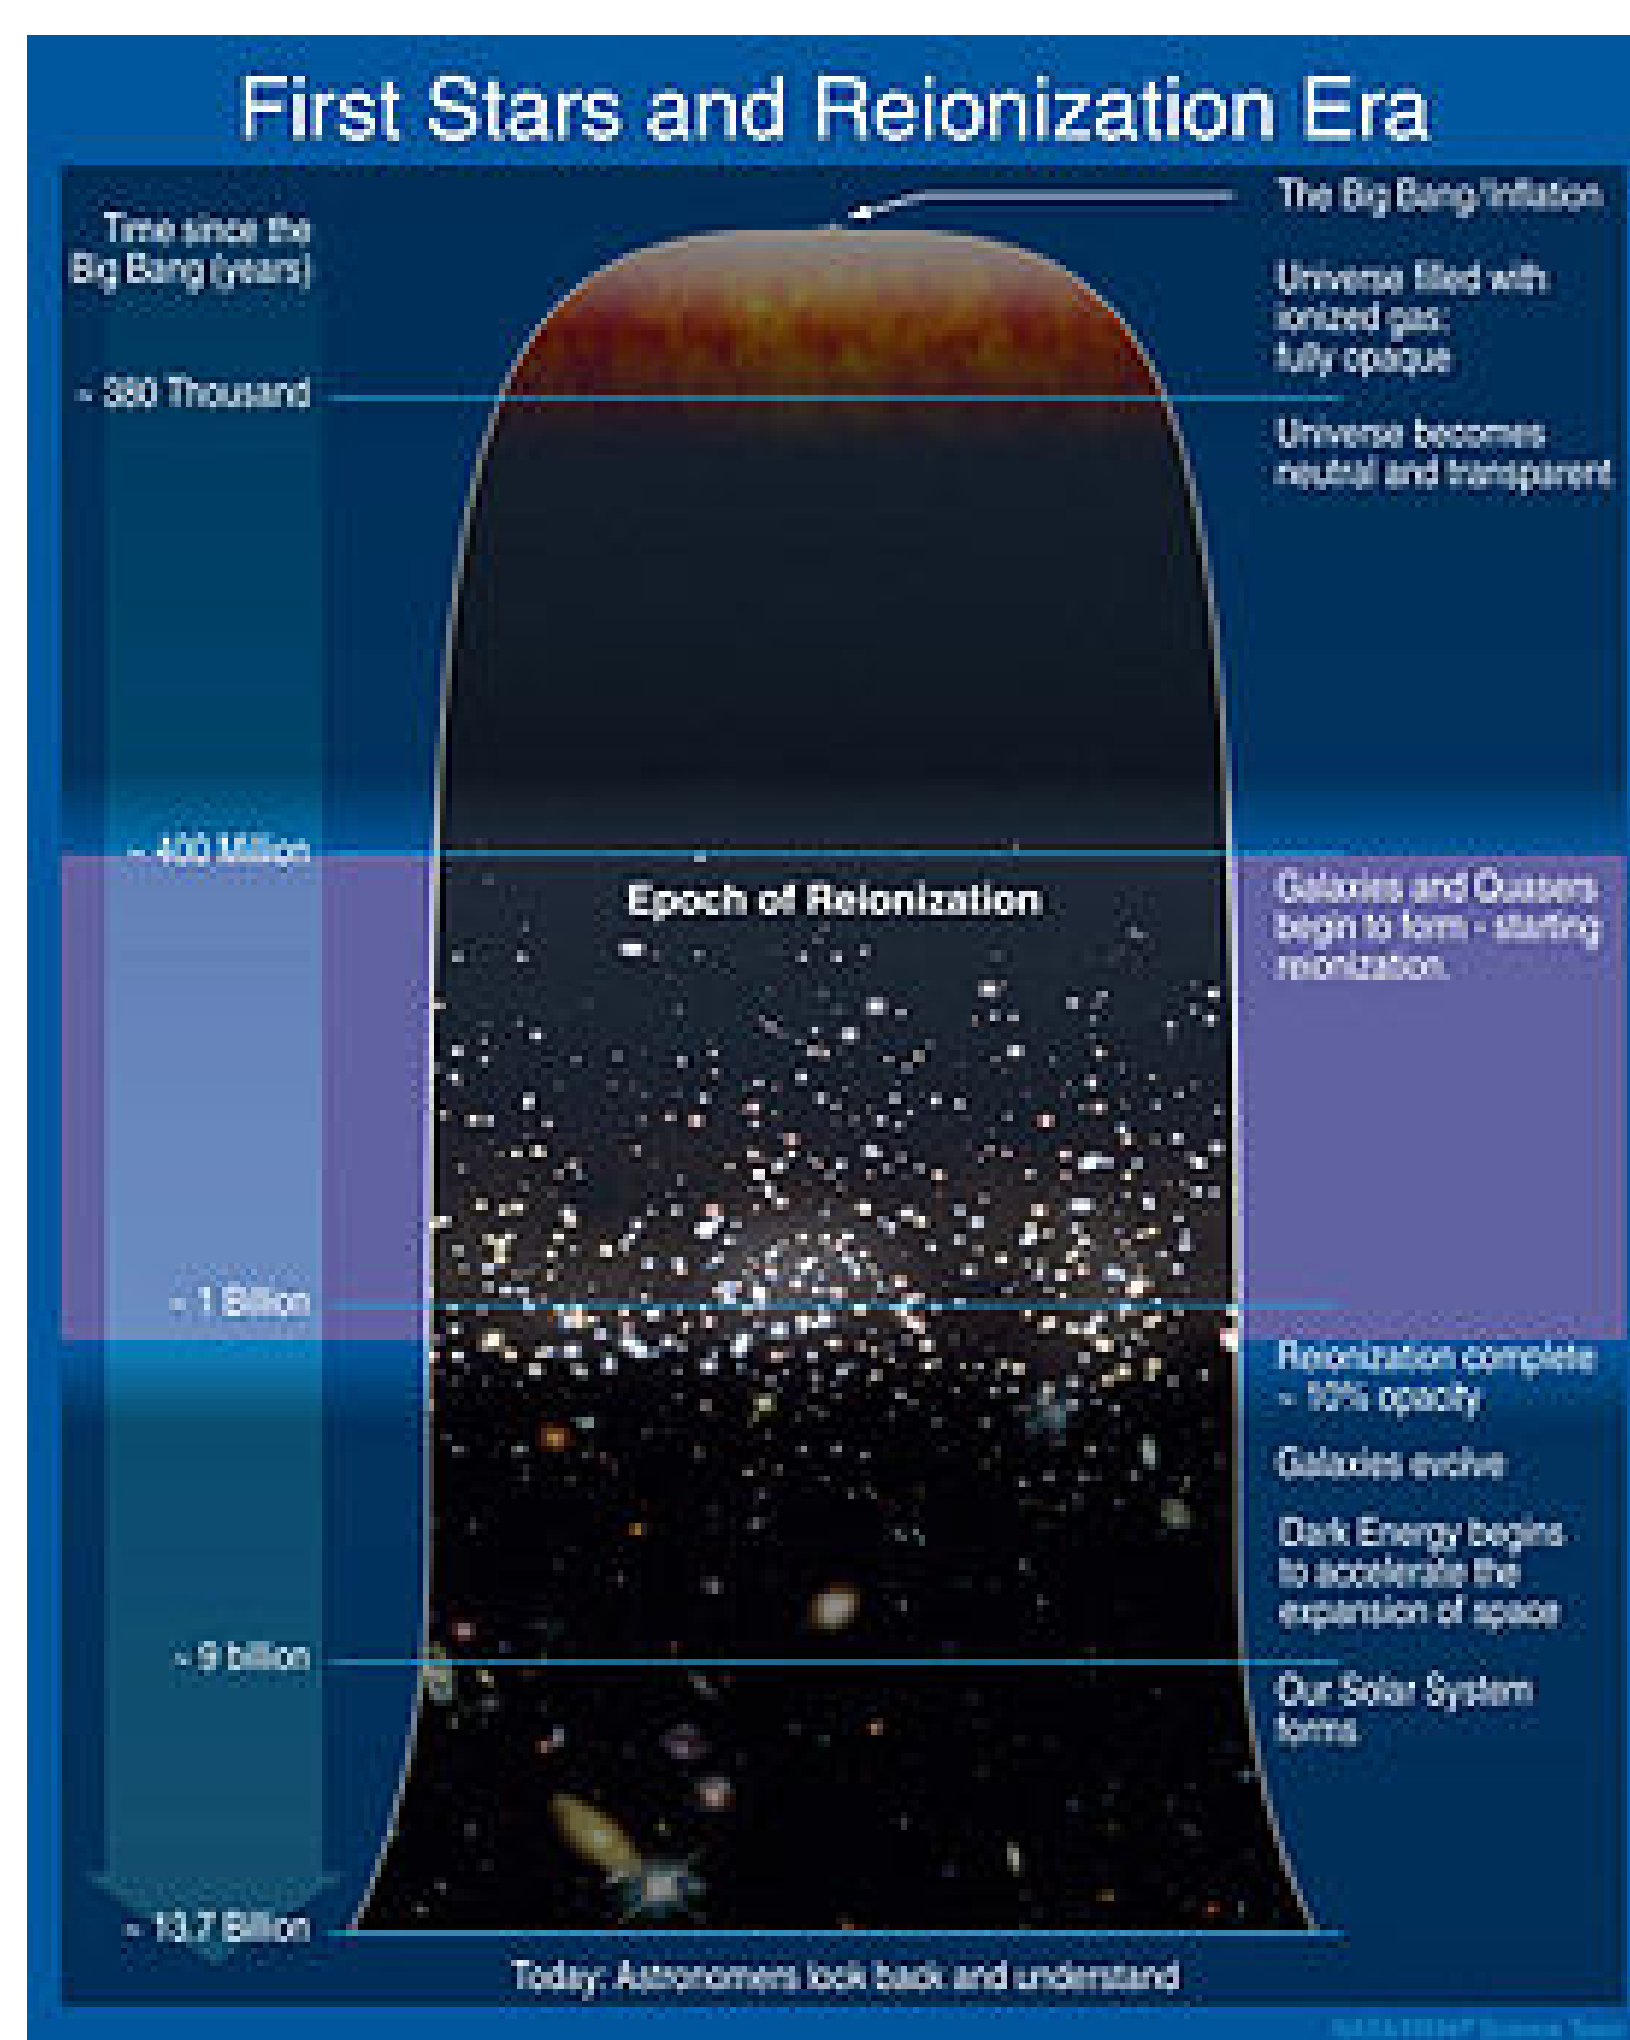 First Stars and Reionization Era
Time since the
Big Bang (years)
~ 380 Thousand
~ 400 Million
~ 1 Billion
~ 9 billion
~ 13.7 Billion
The Big Bang/Inflation
Universe filled with
ionized gas:
fully opaque
Universe becomes
neutral and transparent
Epoch of Reionization
Galaxies and Quasars
begin to form - starting
reionization.
Reionization complete
~ 10% opacity
Galaxies evolve
Dark Energy begins
to accelerate the
expansion of space
Our Solar System
forms
Today: Astronomers look back and understand